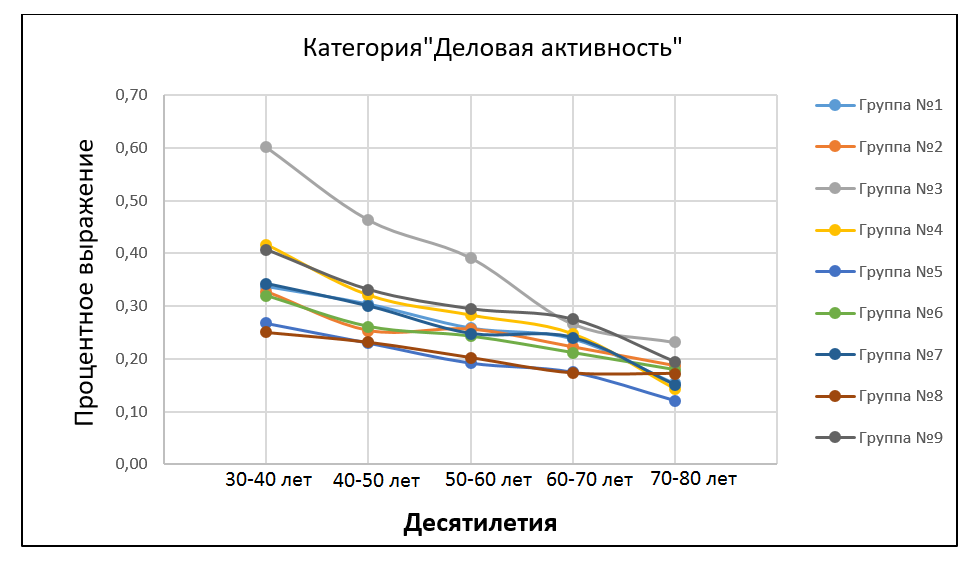 Категория"Деловая активность"
Процентное выражение
0,70
0,60
0,50
0,40
0,30
0,20
0,10
0,00
30-40 лет
40-50 лет
50-60 лет
60-70 лет
70-80 лет
Десятилетия
Группа №1
Группа №2
Группа №3
Группа №4
Группа №5
Группа №6
Группа №7
Группа №8
Группа №9